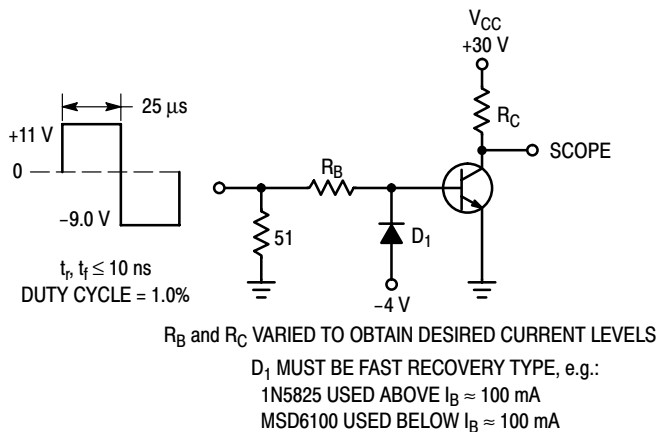 V_CC
+30 V
25 μs
R_C
+11 V
SCOPE
0
R_B
51
D_1
−9.0 V
−4 V
t_r, t_f ≤ 10 ns
DUTY CYCLE = 1.0%
R_B and R_C VARIED TO OBTAIN DESIRED CURRENT LEVELS
D_1 MUST BE FAST RECOVERY TYPE, e.g.:
1N5825 USED ABOVE I_B ≈ 100 mA
MSD6100 USED BELOW I_B ≈ 100 mA